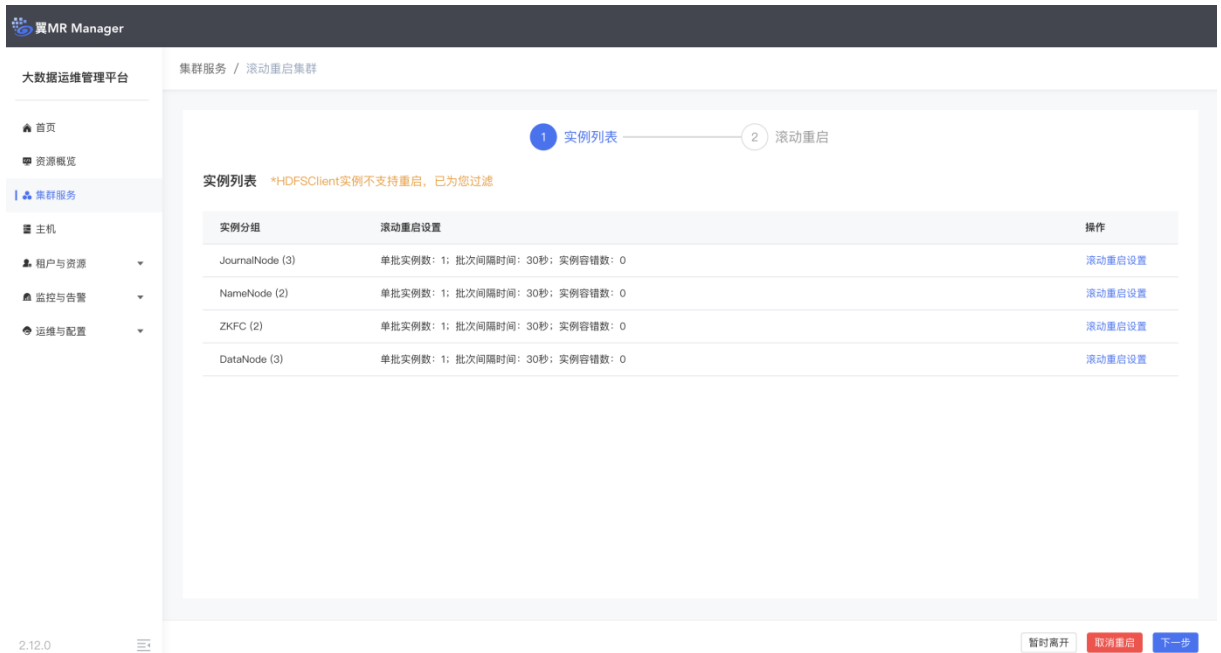 翼MR Manager
大数据运维管理平台
集群服务 / 滚动重启集群
首页
资源概览
集群服务
主机
租户与资源
监控与告警
运维与配置
1 实例列表 2 滚动重启
实例列表 *HDFSClient实例不支持重启，已为您过滤
实例分组 滚动重启设置 操作
JournalNode (3) 单批实例数：1；批次间隔时间：30秒；实例容错数：0 滚动重启设置
NameNode (2) 单批实例数：1；批次间隔时间：30秒；实例容错数：0 滚动重启设置
ZKFC (2) 单批实例数：1；批次间隔时间：30秒；实例容错数：0 滚动重启设置
DataNode (3) 单批实例数：1；批次间隔时间：30秒；实例容错数：0 滚动重启设置
2.12.0
暂时离开 取消重启 下一步